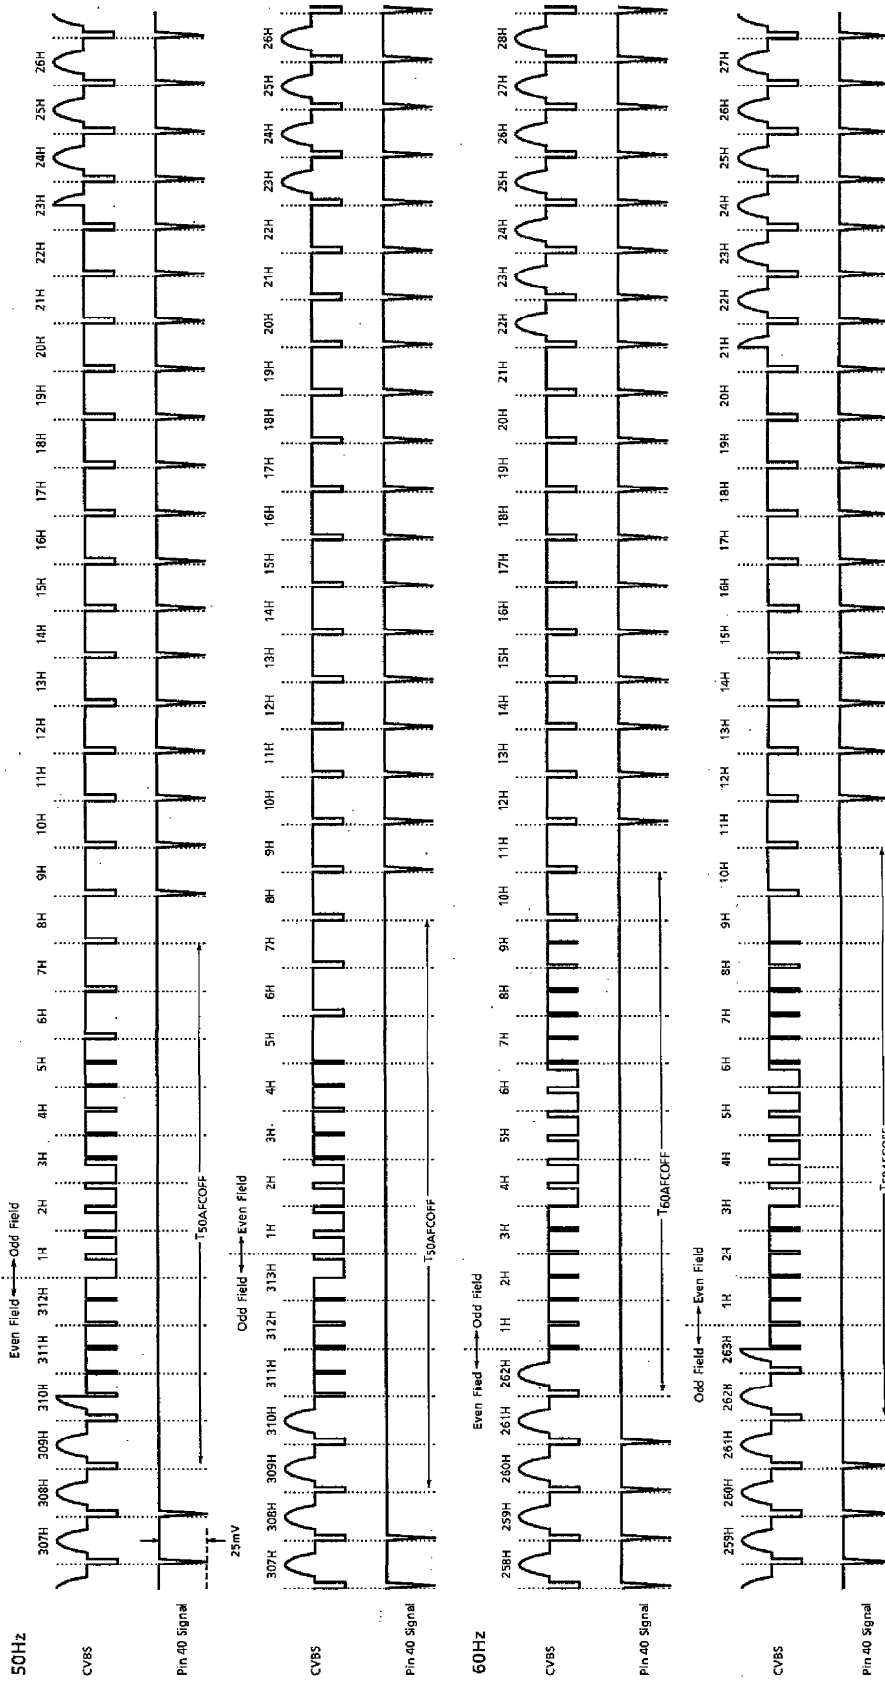 50Hz
Even Field Odd Field
307H 308H 309H 310H 311H 312H 1H 2H 3H 4H 5H 6H 7H 8H 9H 10H 11H 12H 13H 14H 15H 16H 17H 18H 19H 20H 21H 22H 23H 24H 25H 26H
CVBS
Pin 40 Signal
T50AFCOFF
25mV
Odd Field Even Field
307H 308H 309H 310H 311H 312H 313H 1H 2H 3H 4H 5H 6H 7H 8H 9H 10H 11H 12H 13H 14H 15H 16H 17H 18H 19H 20H 21H 22H 23H 24H 25H 26H
CVBS
Pin 40 Signal
T50AFCOFF
60Hz
Even Fied Odd Field
258H 259H 260H 261H 262H 1H 2H 3H 4H 5H 6H 7H 8H 9H 10H 11H 12H 13H 14H 15H 16H 17H 18H 19H 20H 21H 22H 23H 24H 25H 26H 27H 28H
CVBS
Pin 40 Signal
T60AFCOFF
Odd Field Even Field
259H 260H 261H 262H 263H 1H 2H 3H 4H 5H 6H 7H 8H 9H 10H 11H 12H 13H 14H 15H 16H 17H 18H 19H 20H 21H 22H 23H 24H 25H 26H 27H
CVBS
Pin 40 Signal